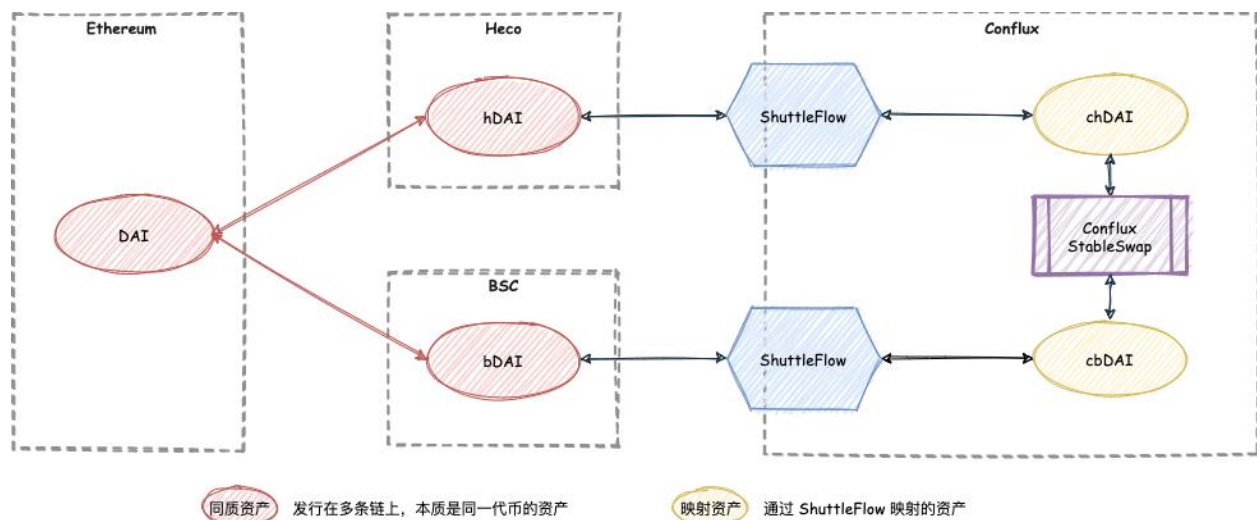 Ethereum
Heco
Conflux
hDAI
ShuttleFlow
chDAI
DAI
Conflux
StableSwap
BSC
bDAI
ShuttleFlow
cbDAI
同质资产 发行在多条链上，本质是同一代币的资产
映射资产 通过 ShuttleFlow 映射的资产